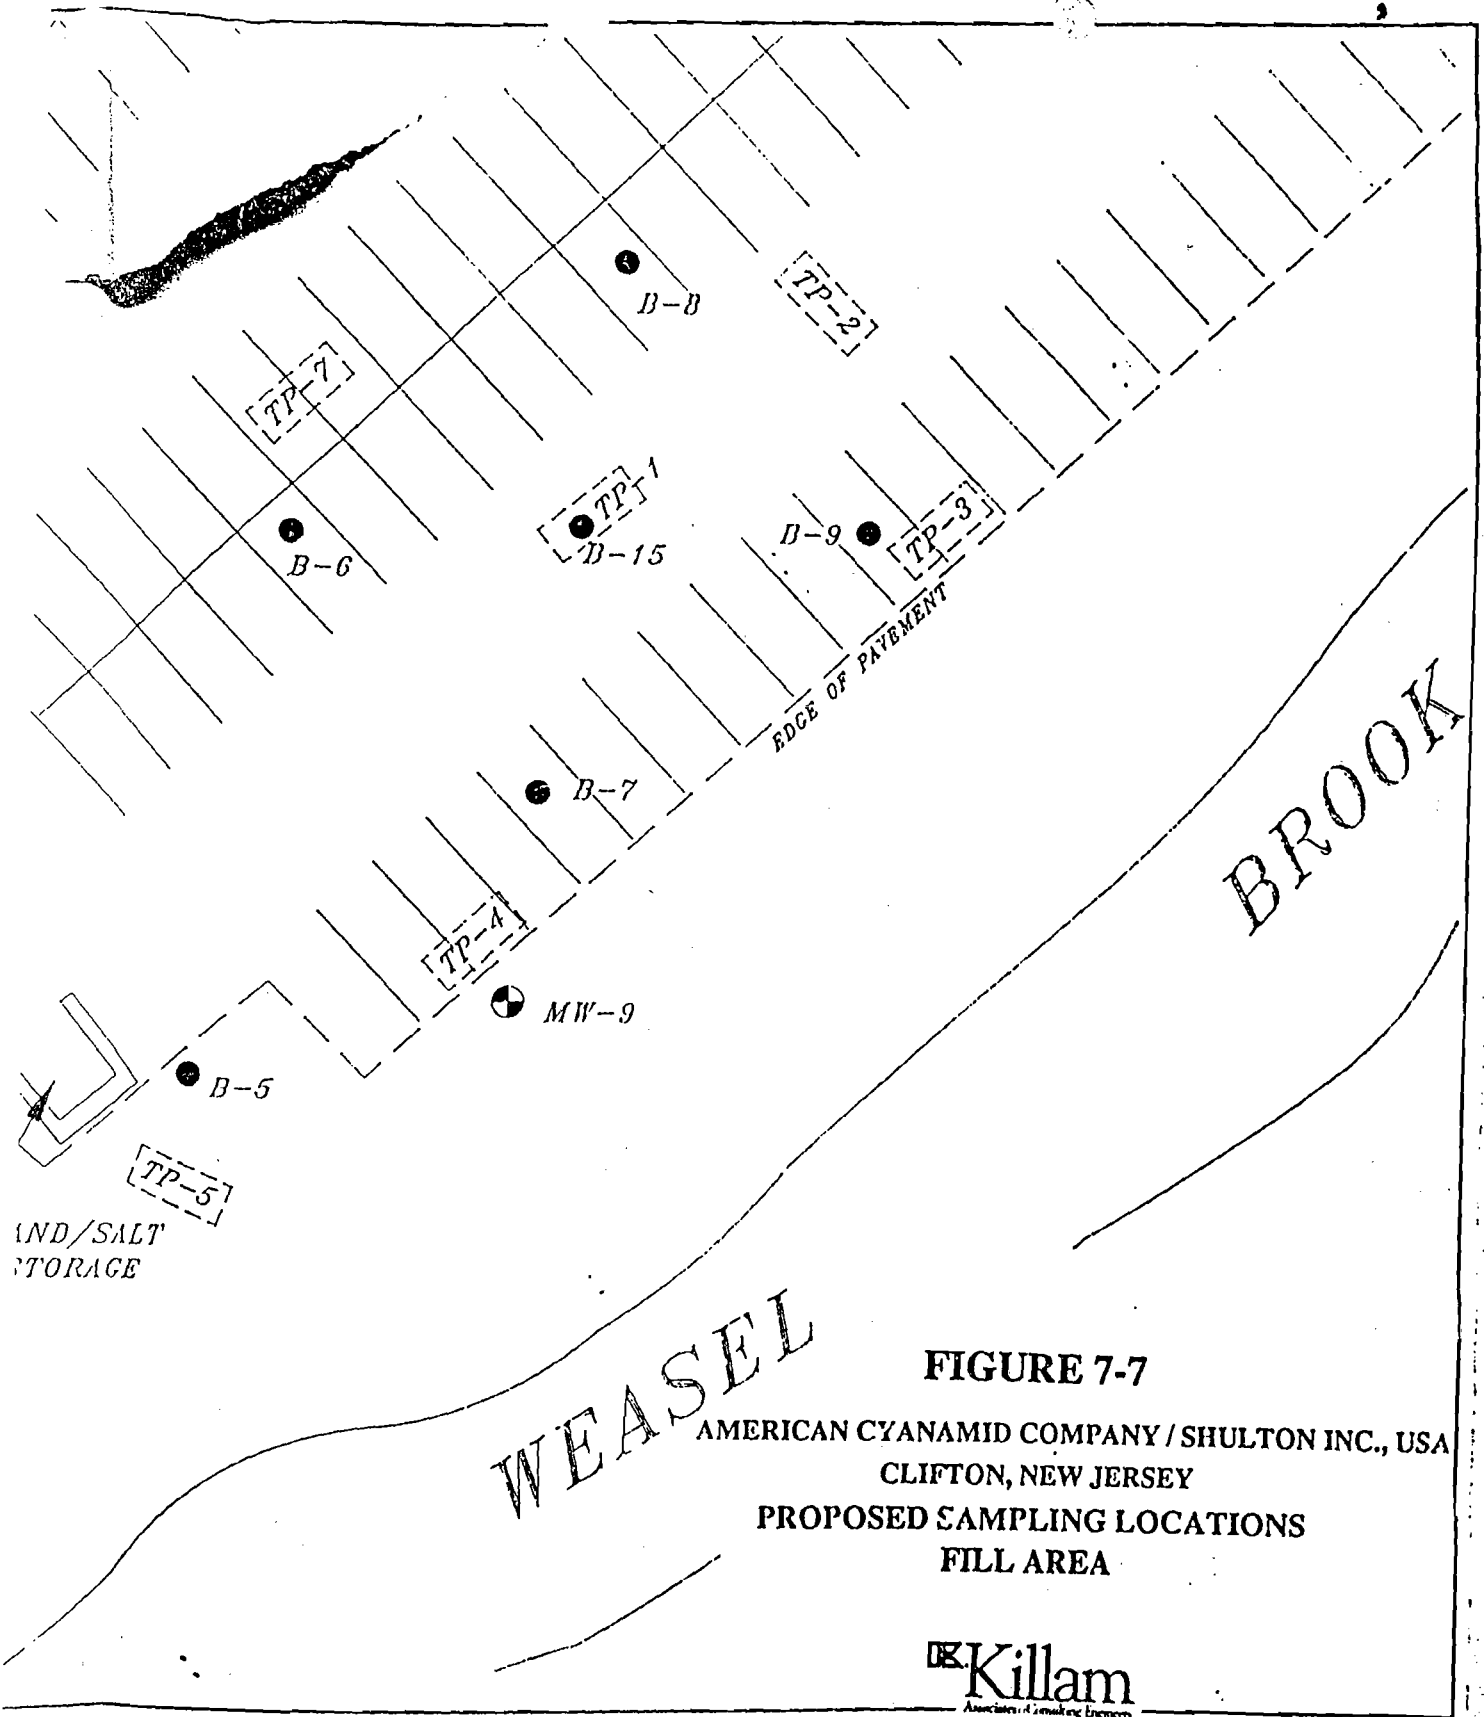 B-8
TP-2
TP-7
TP-1
B-6
B-15
B-9
TP-3
EDGE OF PAVEMENT
BROOK
B-7
TP-4
MW-9
B-5
TP-5
AND/SALT
STORAGE
WEASEL
FIGURE 7-7
AMERICAN CYANAMID COMPANY / SHULTON INC., USA
CLIFTON, NEW JERSEY
PROPOSED SAMPLING LOCATIONS
FILL AREA
Killam